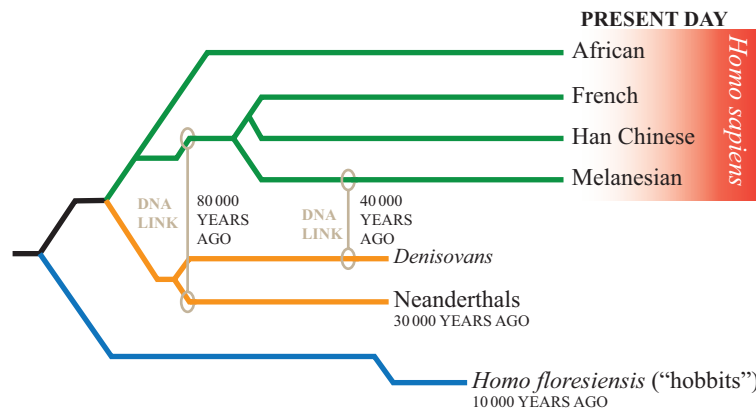 PRESENT DAY
African
French
Han Chinese
Melanesian
Homo sapiens
DNA
LINK
80 000
YEARS
AGO
DNA
LINK
40 000
YEARS
AGO
Denisovans
Neanderthals
30 000 YEARS AGO
Homo floresiensis (“hobbits”)
10 000 YEARS AGO